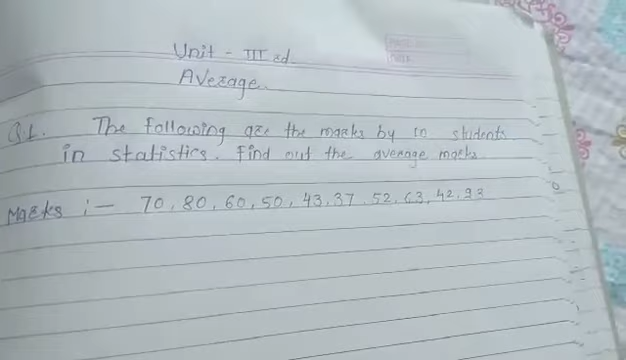 Unit - III rd.
Average.
Q.1. The following are the marks by 10 students
in statistics. Find out the average marks
Marks :- 70, 80, 60, 50, 43, 37, 52, 63, 42, 93